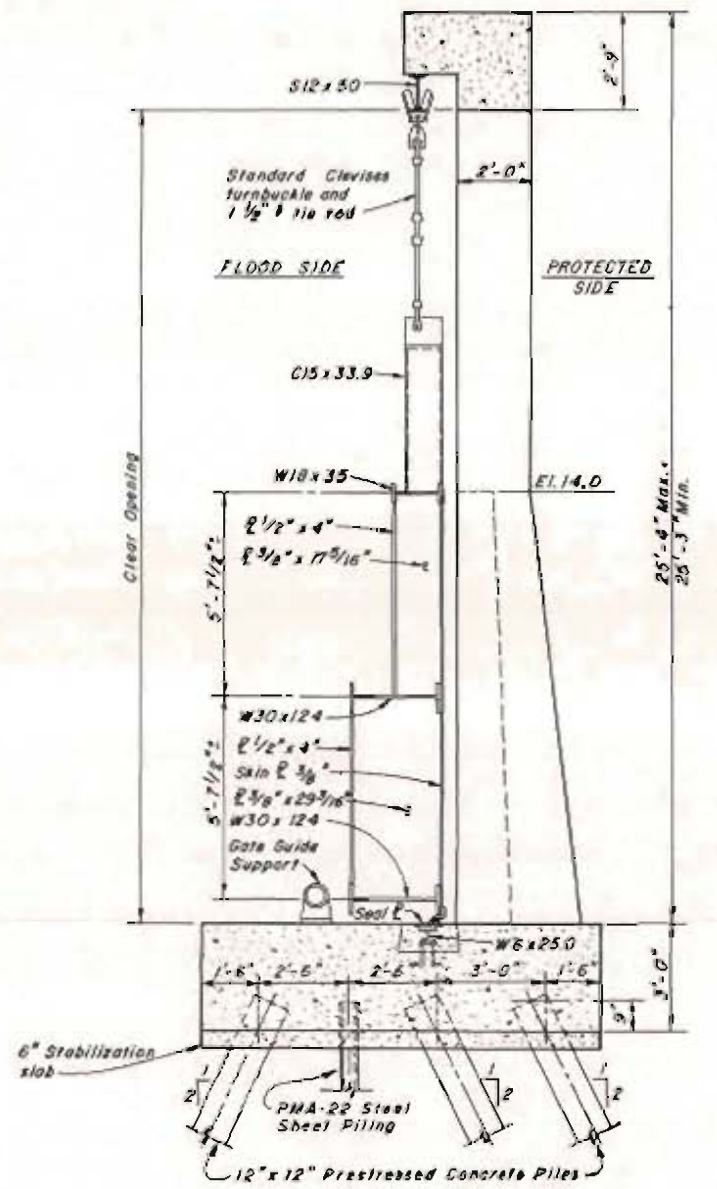 2'-9"
S12 x 50
Standard Clevises
turnbuckle and
1 1/2" ϕ tie rod
2'-0"
FLOOD SIDE
PROTECTED
SIDE
C15 x 33.9
W18 x 35
El. 14.0
Clear Opening
5'-7 1/2"±
℄ 1/2" x 4"
℄ 3/8" x 17 5/16"
25'-4" Max.
25'-3" Min.
W30 x 124
℄ 1/2" x 4"
Skin ℄ 3/8"
℄ 3/8" x 29 3/16"
W30 x 124
5'-7 1/2"±
Gate Guide
Support
Seal ℄
W6 x 25.0
1'-6" 2'-6" 2'-6 3'-0" 1'-6"
9"
3'-0"
6" Stabilization
slab
1
2
1
2
1
2
PMA-22 Steel
Sheet Piling
12" x 12" Prestressed Concrete Piles